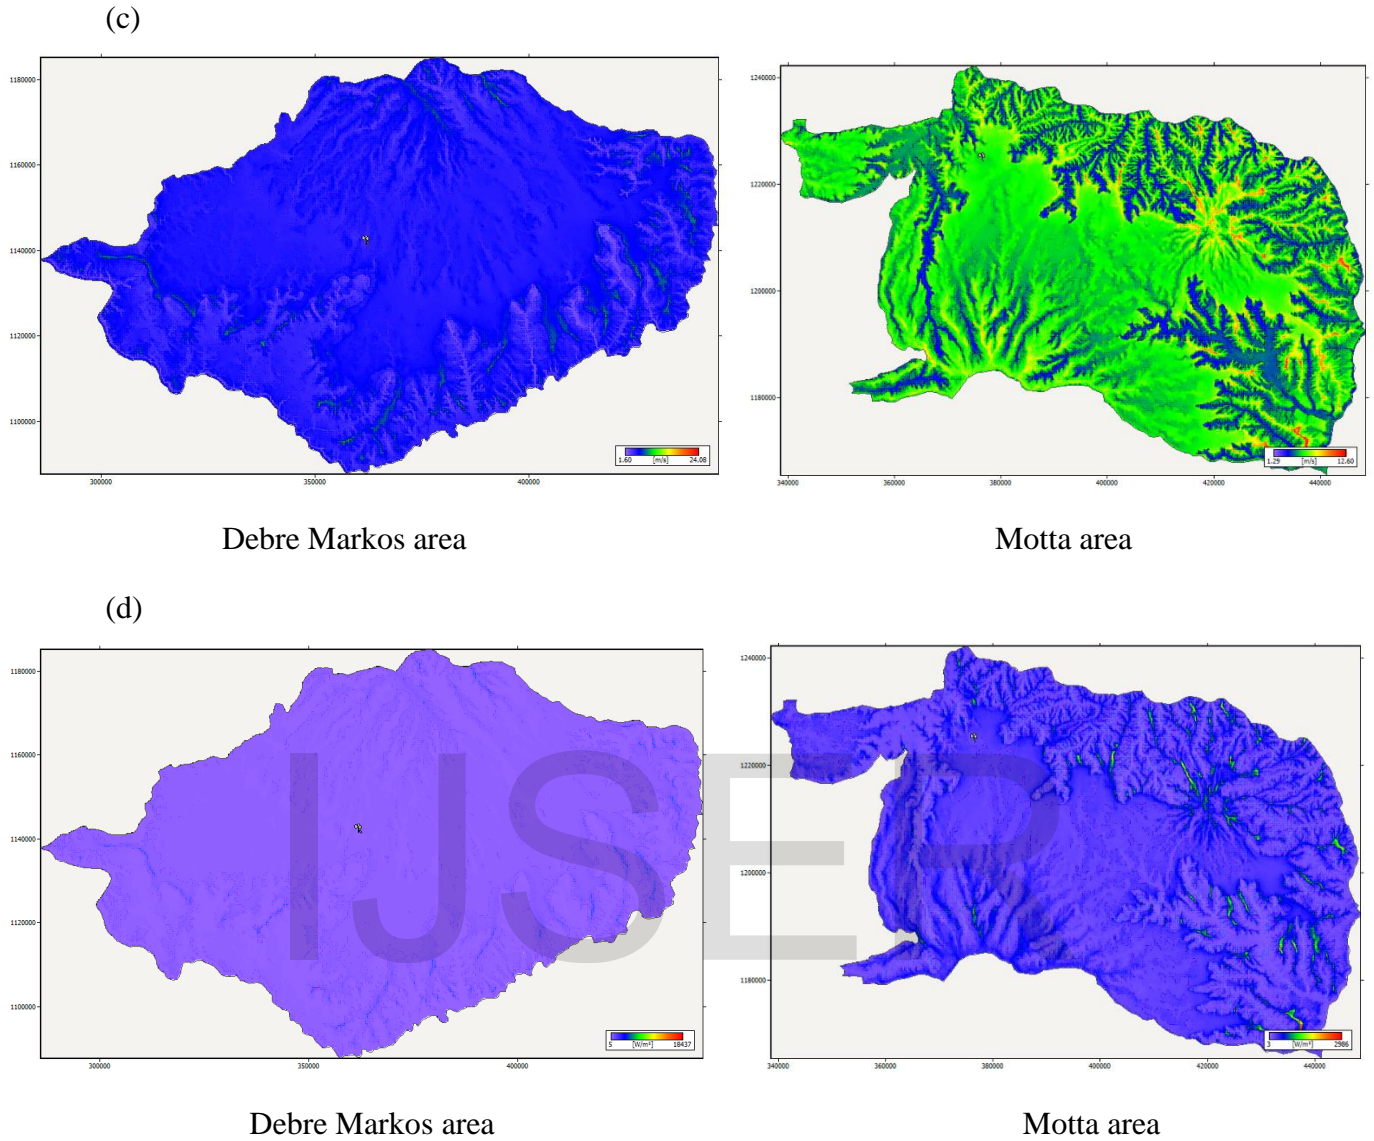 (c)
1180000
1160000
1140000
1120000
1100000
300000 350000 400000
1.60 [m/s] 24.08
1240000
1220000
1200000
1180000
340000 360000 380000 400000 420000 440000
1.29 [m/s] 12.60
Debre Markos area Motta area
(d)
1180000
1160000
1140000
1120000
1100000
300000 350000 400000
5 [W/m²] 18437
1240000
1220000
1200000
1180000
340000 360000 380000 400000 420000 440000
3 [W/m²] 2986
IJSER
Debre Markos area Motta area